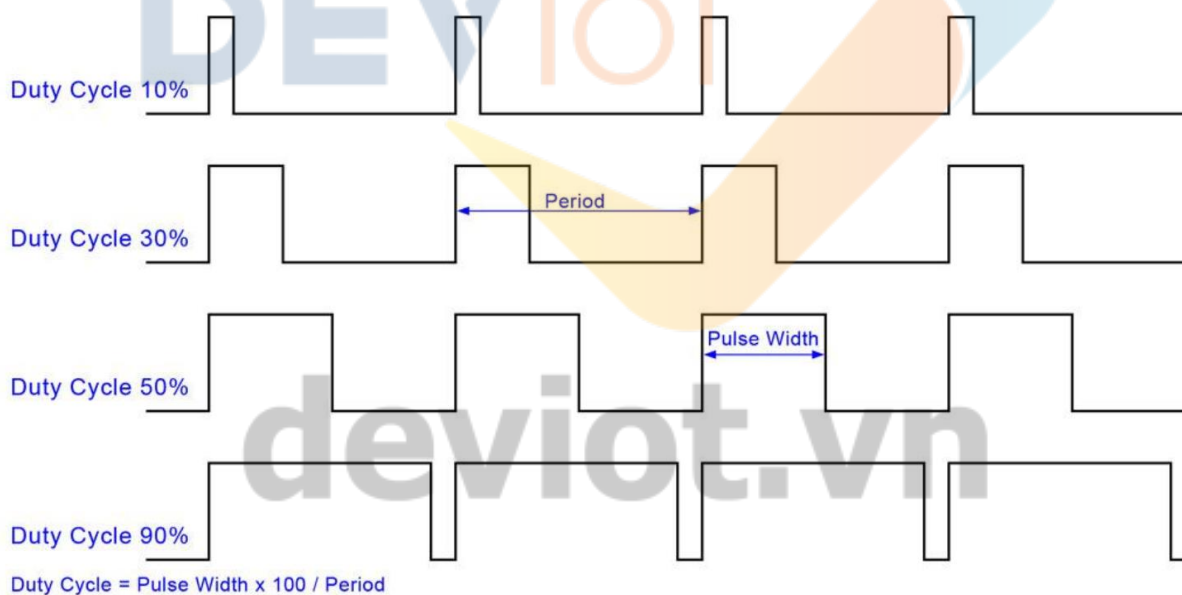 DEVIOT
Duty Cycle 10%
Duty Cycle 30%
Period
Duty Cycle 50%
Pulse Width
deviot.vn
Duty Cycle 90%
Duty Cycle = Pulse Width x 100 / Period